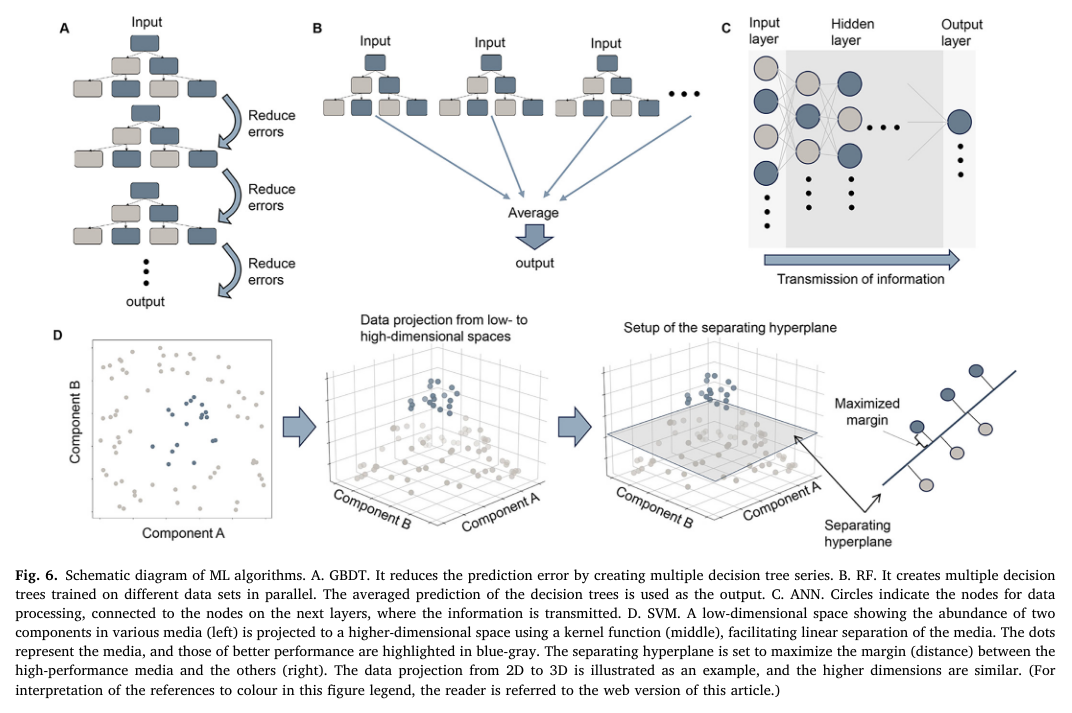 A
Input
Reduce
errors
Reduce
errors
Reduce
errors
output
B
Input
Input
Input
Average
output
C
Input
layer
Hidden
layer
Output
layer
Transmission of information
D
Component B
Component A
Data projection from low- to
high-dimensional spaces
Component B
Component A
Setup of the separating hyperplane
Component B
Component A
Maximized
margin
Separating
hyperplane
Fig. 6. Schematic diagram of ML algorithms. A. GBDT. It reduces the prediction error by creating multiple decision tree series. B. RF. It creates multiple decision
trees trained on different data sets in parallel. The averaged prediction of the decision trees is used as the output. C. ANN. Circles indicate the nodes for data
processing, connected to the nodes on the next layers, where the information is transmitted. D. SVM. A low-dimensional space showing the abundance of two
components in various media (left) is projected to a higher-dimensional space using a kernel function (middle), facilitating linear separation of the media. The dots
represent the media, and those of better performance are highlighted in blue-gray. The separating hyperplane is set to maximize the margin (distance) between the
high-performance media and the others (right). The data projection from 2D to 3D is illustrated as an example, and the higher dimensions are similar. (For
interpretation of the references to colour in this figure legend, the reader is referred to the web version of this article.)